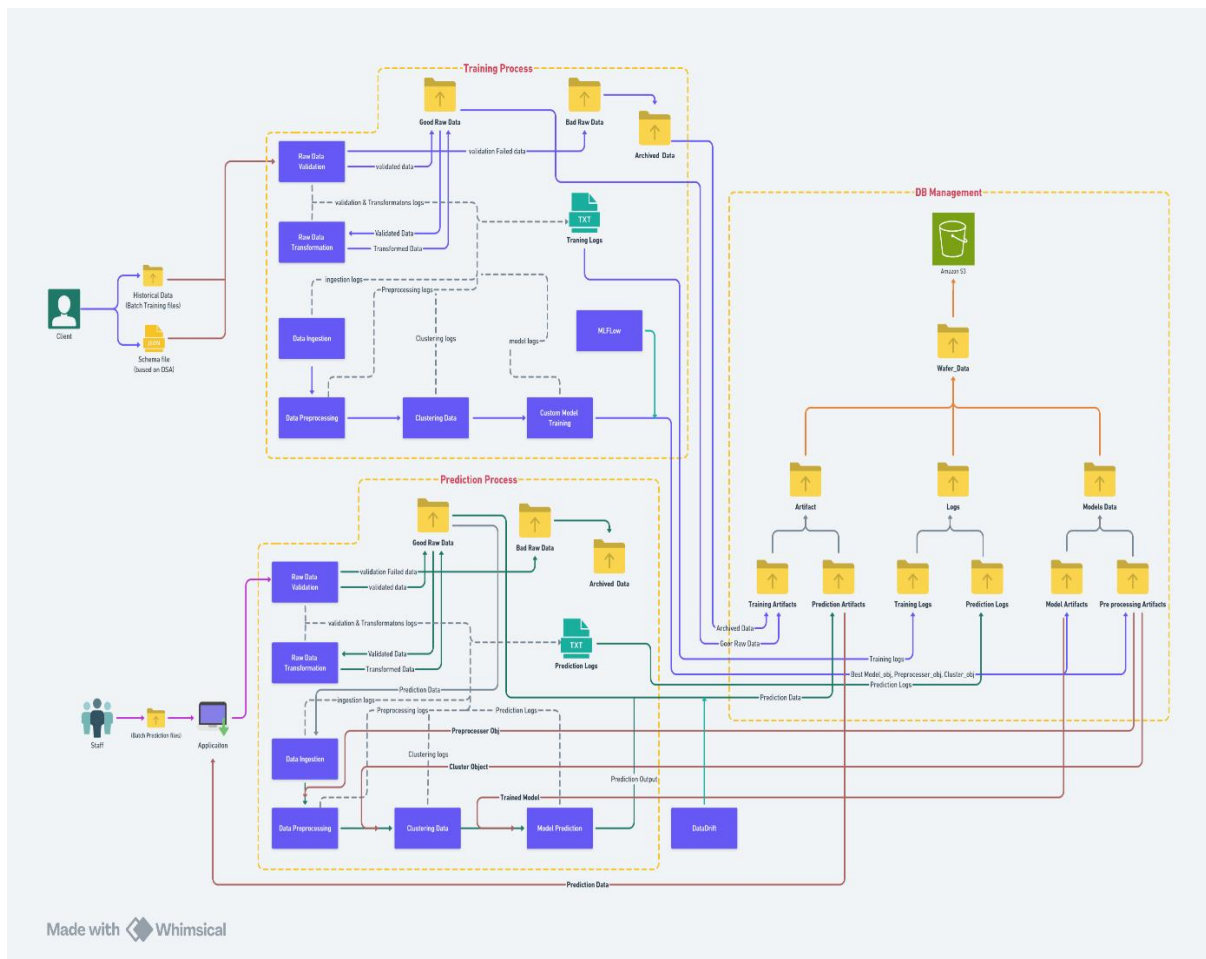 Training Process
Good Raw Data
Bad Raw Data
Archived Data
Raw Data
Validation
validation Failed data
validated data
validation & Transformatons logs
TXT
Traning Logs
Raw Data
Transformation
Validated Data
Transformed Data
ingestion logs
Preprocessing logs
Data Ingestion
Clustering logs
model logs
MLFLow
Data Preprocessing
Clustering Data
Custom Model
Training
Client
Historical Data
(Batch Training files)
JSON
Schema file
(based on DSA)
DB Management
Amazon S3
Wafer_Data
Artifact
Logs
Models Data
Training Artifacts
Prediction Artifacts
Training Logs
Prediction Logs
Model Artifacts
Pre processing Artifacts
Archived Data
Goor Raw Data
Training logs
Best Model_obj, Preprocesser_obj, Cluster_obj
Prediction Logs
Prediction Data
Prediction Process
Good Raw Data
Bad Raw Data
Archived Data
Raw Data
Validation
validation Failed data
validated data
validation & Transformatons logs
TXT
Prediction Logs
Raw Data
Transformation
Validated Data
Transformed Data
Prediction Data
ingestion logs
Preprocessing logs
Prediction Logs
Preprocesser Obj
Data Ingestion
Clustering logs
Cluster Object
Prediction Output
Trained Model
Data Preprocessing
Clustering Data
Model Prediction
DataDrift
Staff
(Batch Prediction files)
Applicaiton
Prediction Data
Made with Whimsical